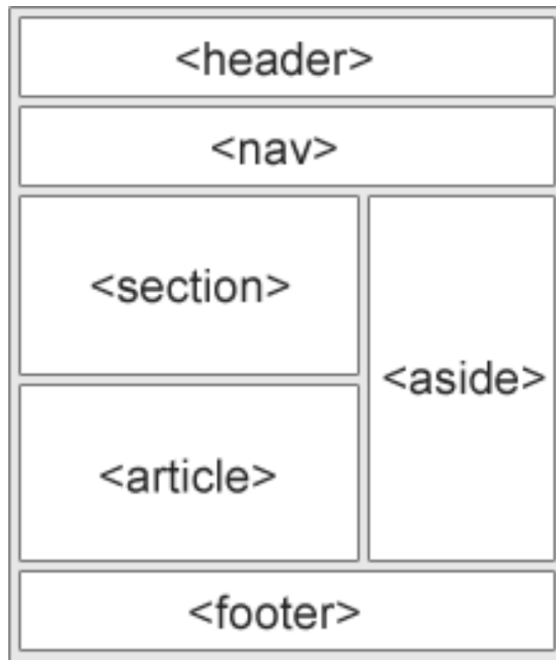 <header>
<nav>
<section>
<aside>
<article>
<footer>